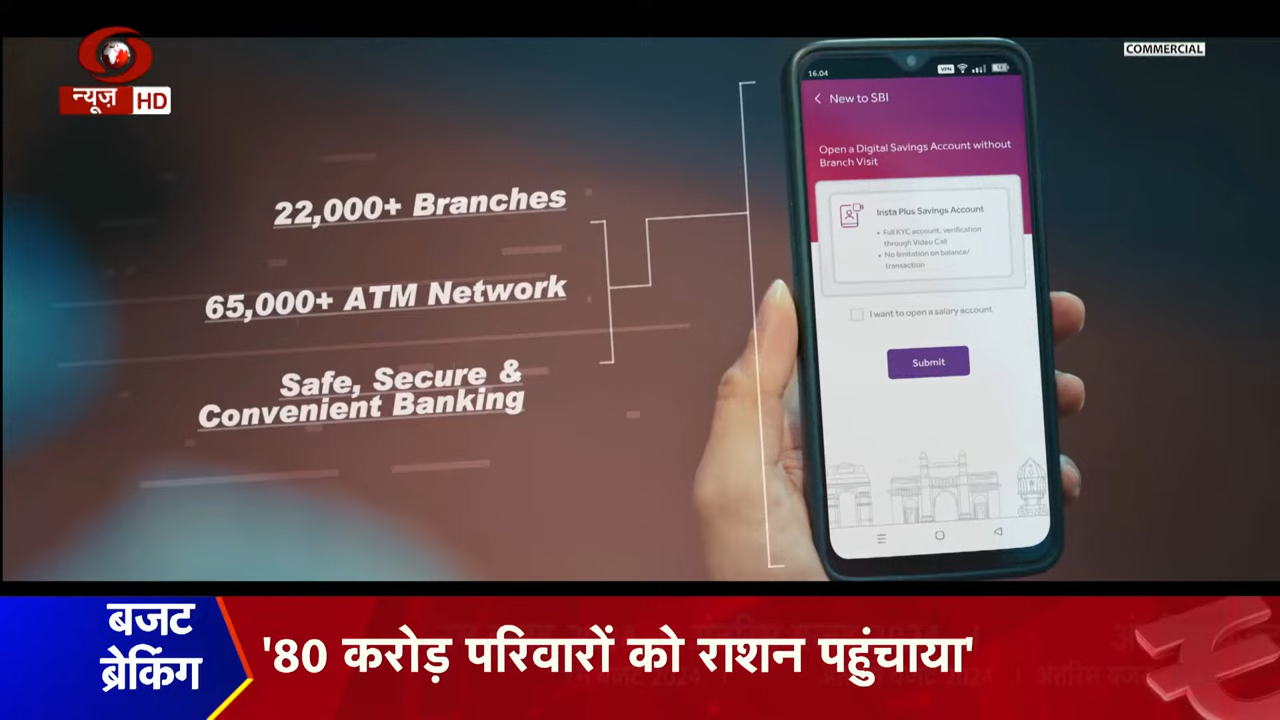 न्यूज़ HD
COMMERCIAL
22,000+ Branches
65,000+ ATM Network
Safe, Secure &
Convenient Banking
16.04
VPN
New to SBI
Open a Digital Savings Account without
Branch Visit
Insta Plus Savings Account
• Full KYC account, verification
through Video Call
• No limitation on balance/
transaction
I want to open a salary account
Submit
बजट
ब्रेकिंग
'80 करोड़ परिवारों को राशन पहुंचाया'